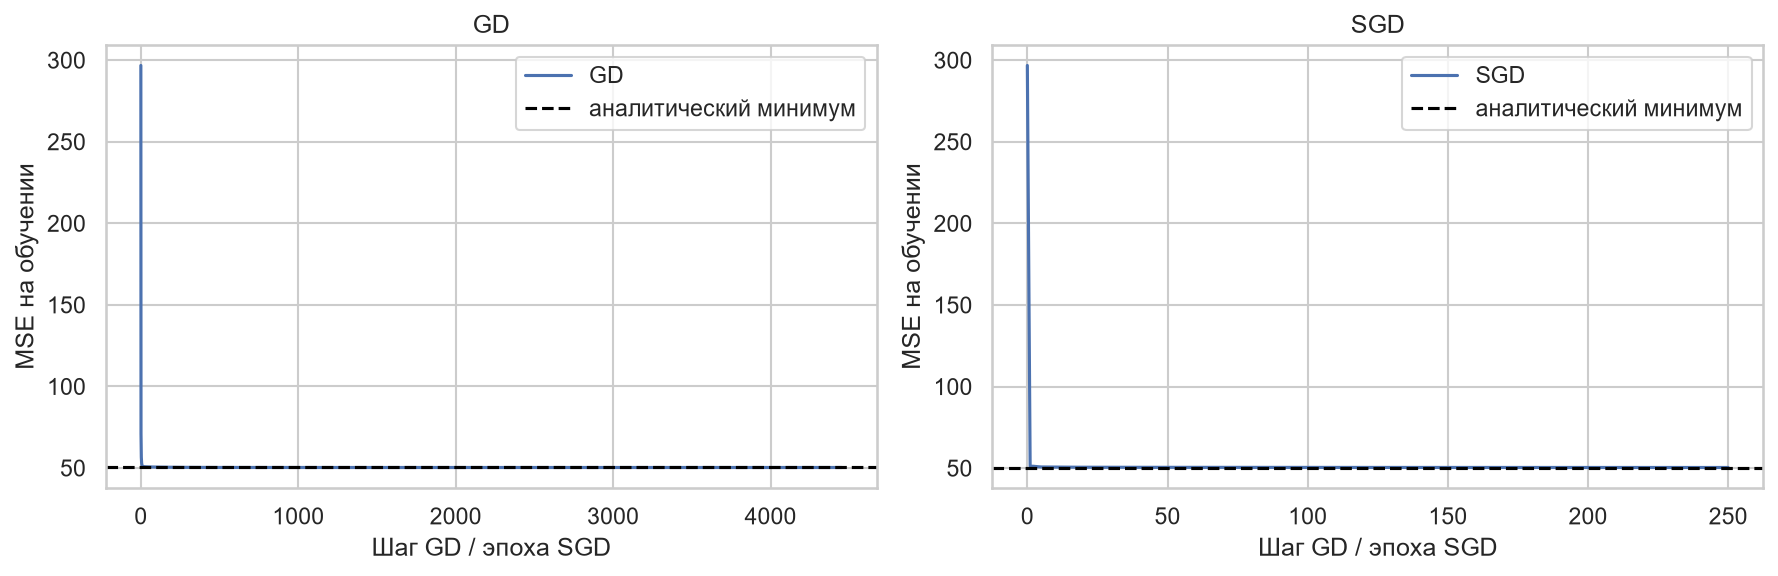 GD
300
250
200
150
100
50
0
1000
2000
3000
4000
MSE на обучении
Шаг GD / эпоха SGD
GD
аналитический минимум
SGD
300
250
200
150
100
50
0
50
100
150
200
250
MSE на обучении
Шаг GD / эпоха SGD
SGD
аналитический минимум